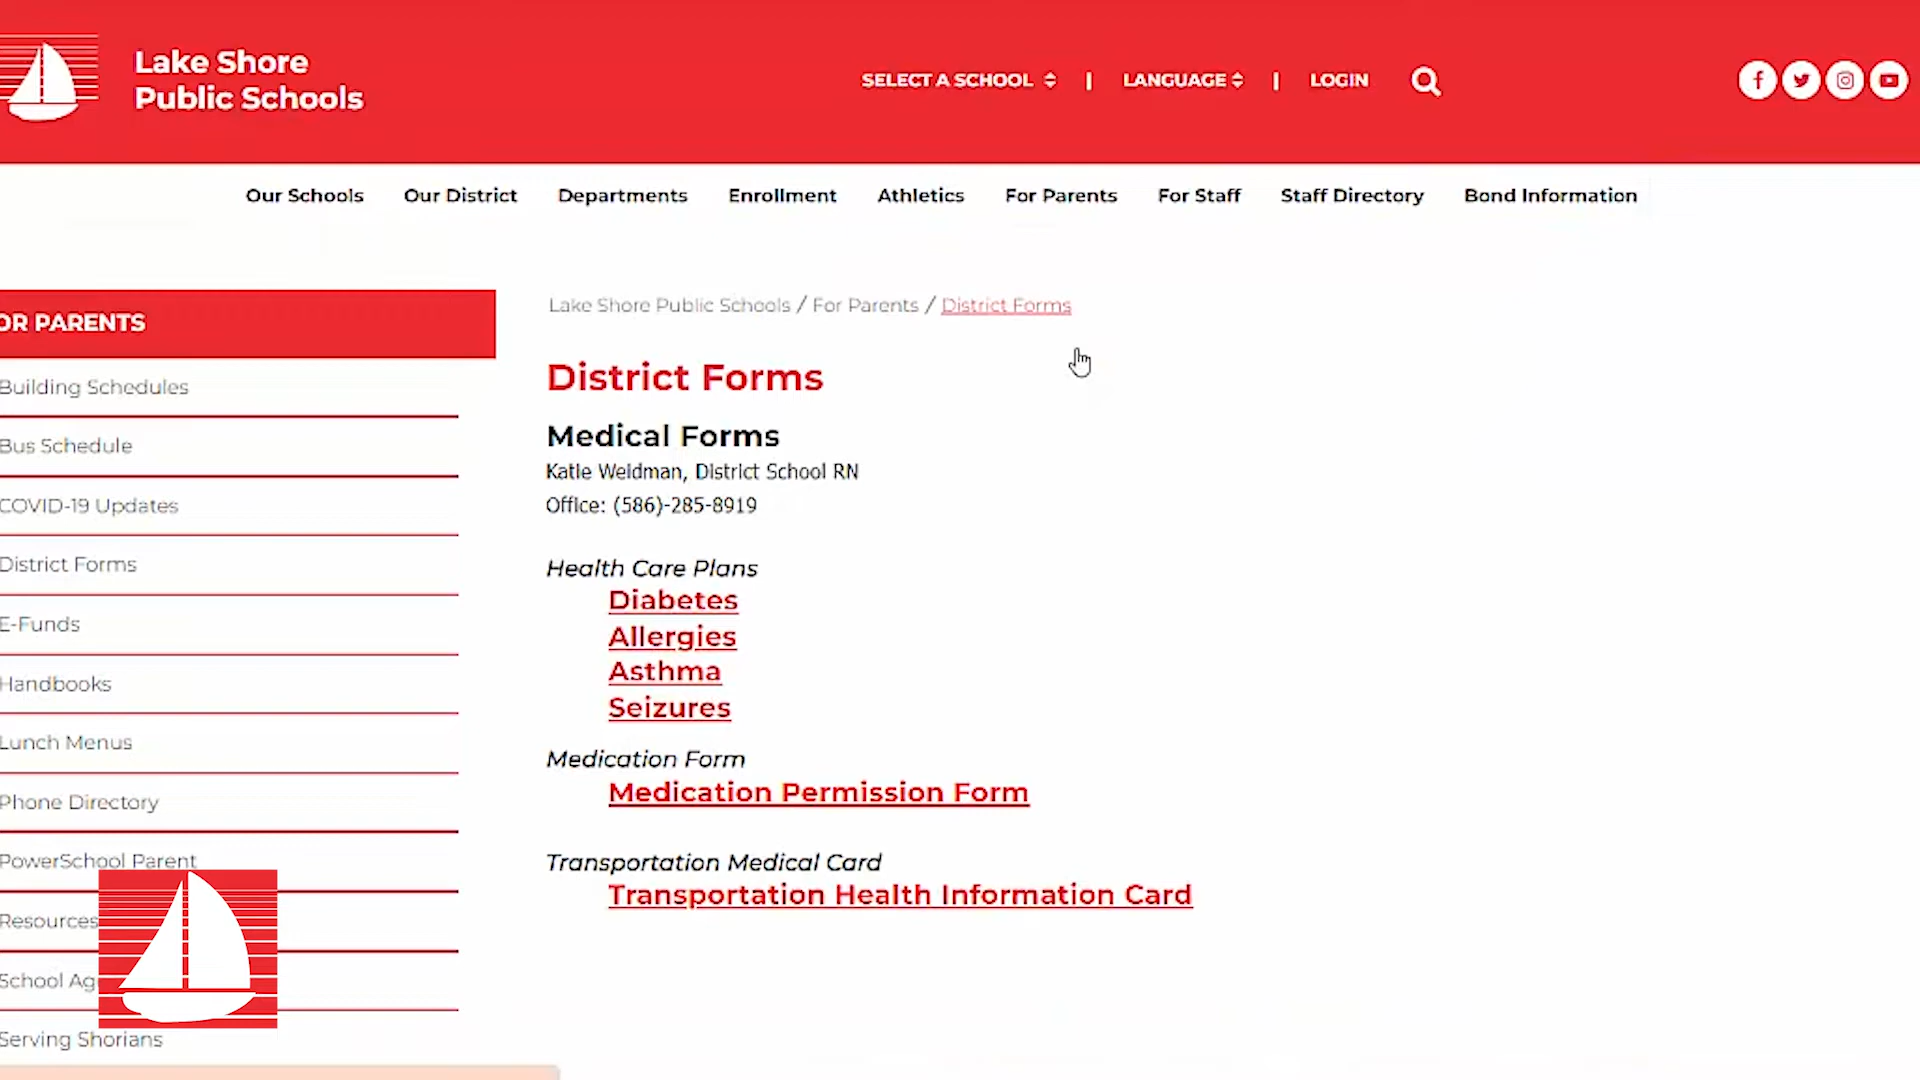 Lake Shore
Public Schools
SELECT A SCHOOL | LANGUAGE | LOGIN
Our Schools Our District Departments Enrollment Athletics For Parents For Staff Staff Directory Bond Information
OR PARENTS
Building Schedules
Bus Schedule
COVID-19 Updates
District Forms
E-Funds
Handbooks
Lunch Menus
Phone Directory
PowerSchool Parent
Resources
School Ag
Serving Shorians
Lake Shore Public Schools / For Parents / District Forms
District Forms
Medical Forms
Katie Weidman, District School RN
Office: (586)-285-8919
Health Care Plans
Diabetes
Allergies
Asthma
Seizures
Medication Form
Medication Permission Form
Transportation Medical Card
Transportation Health Information Card